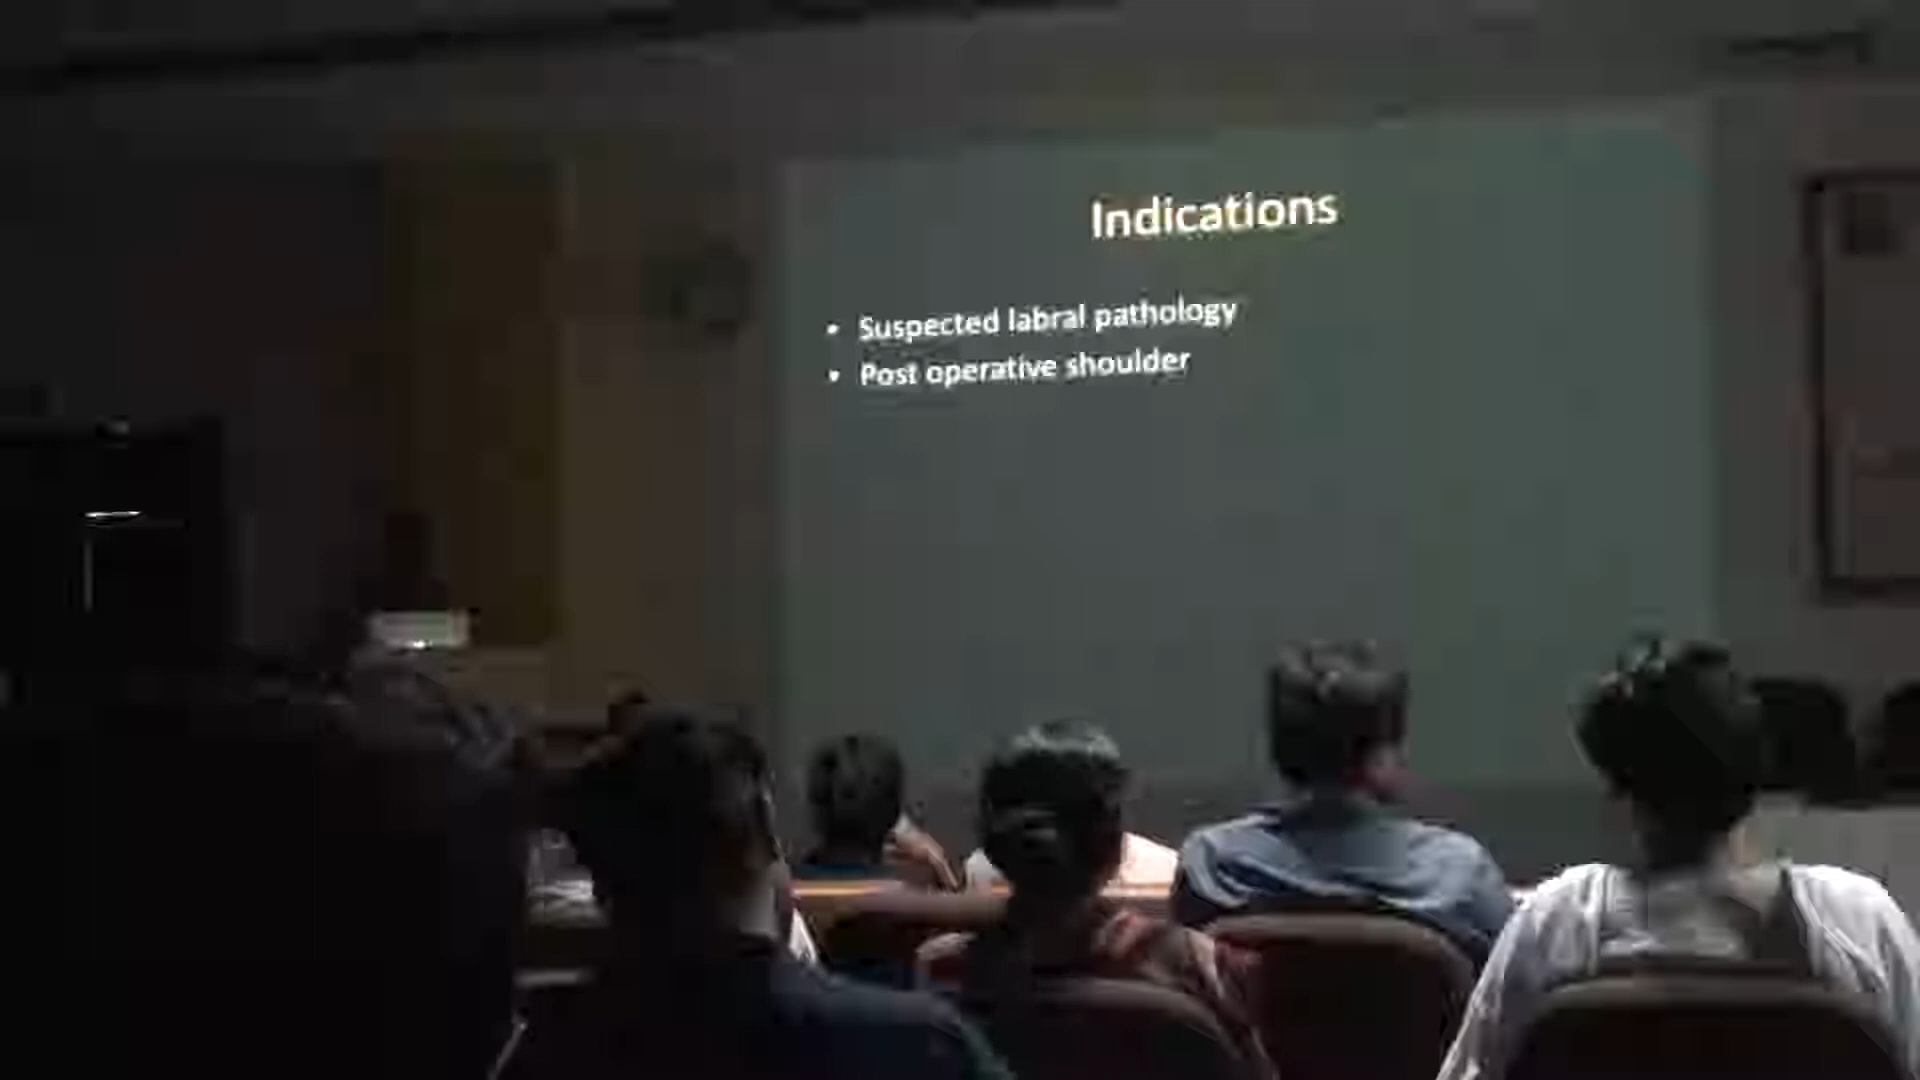 Indications
• Suspected labral pathology
• Post operative shoulder